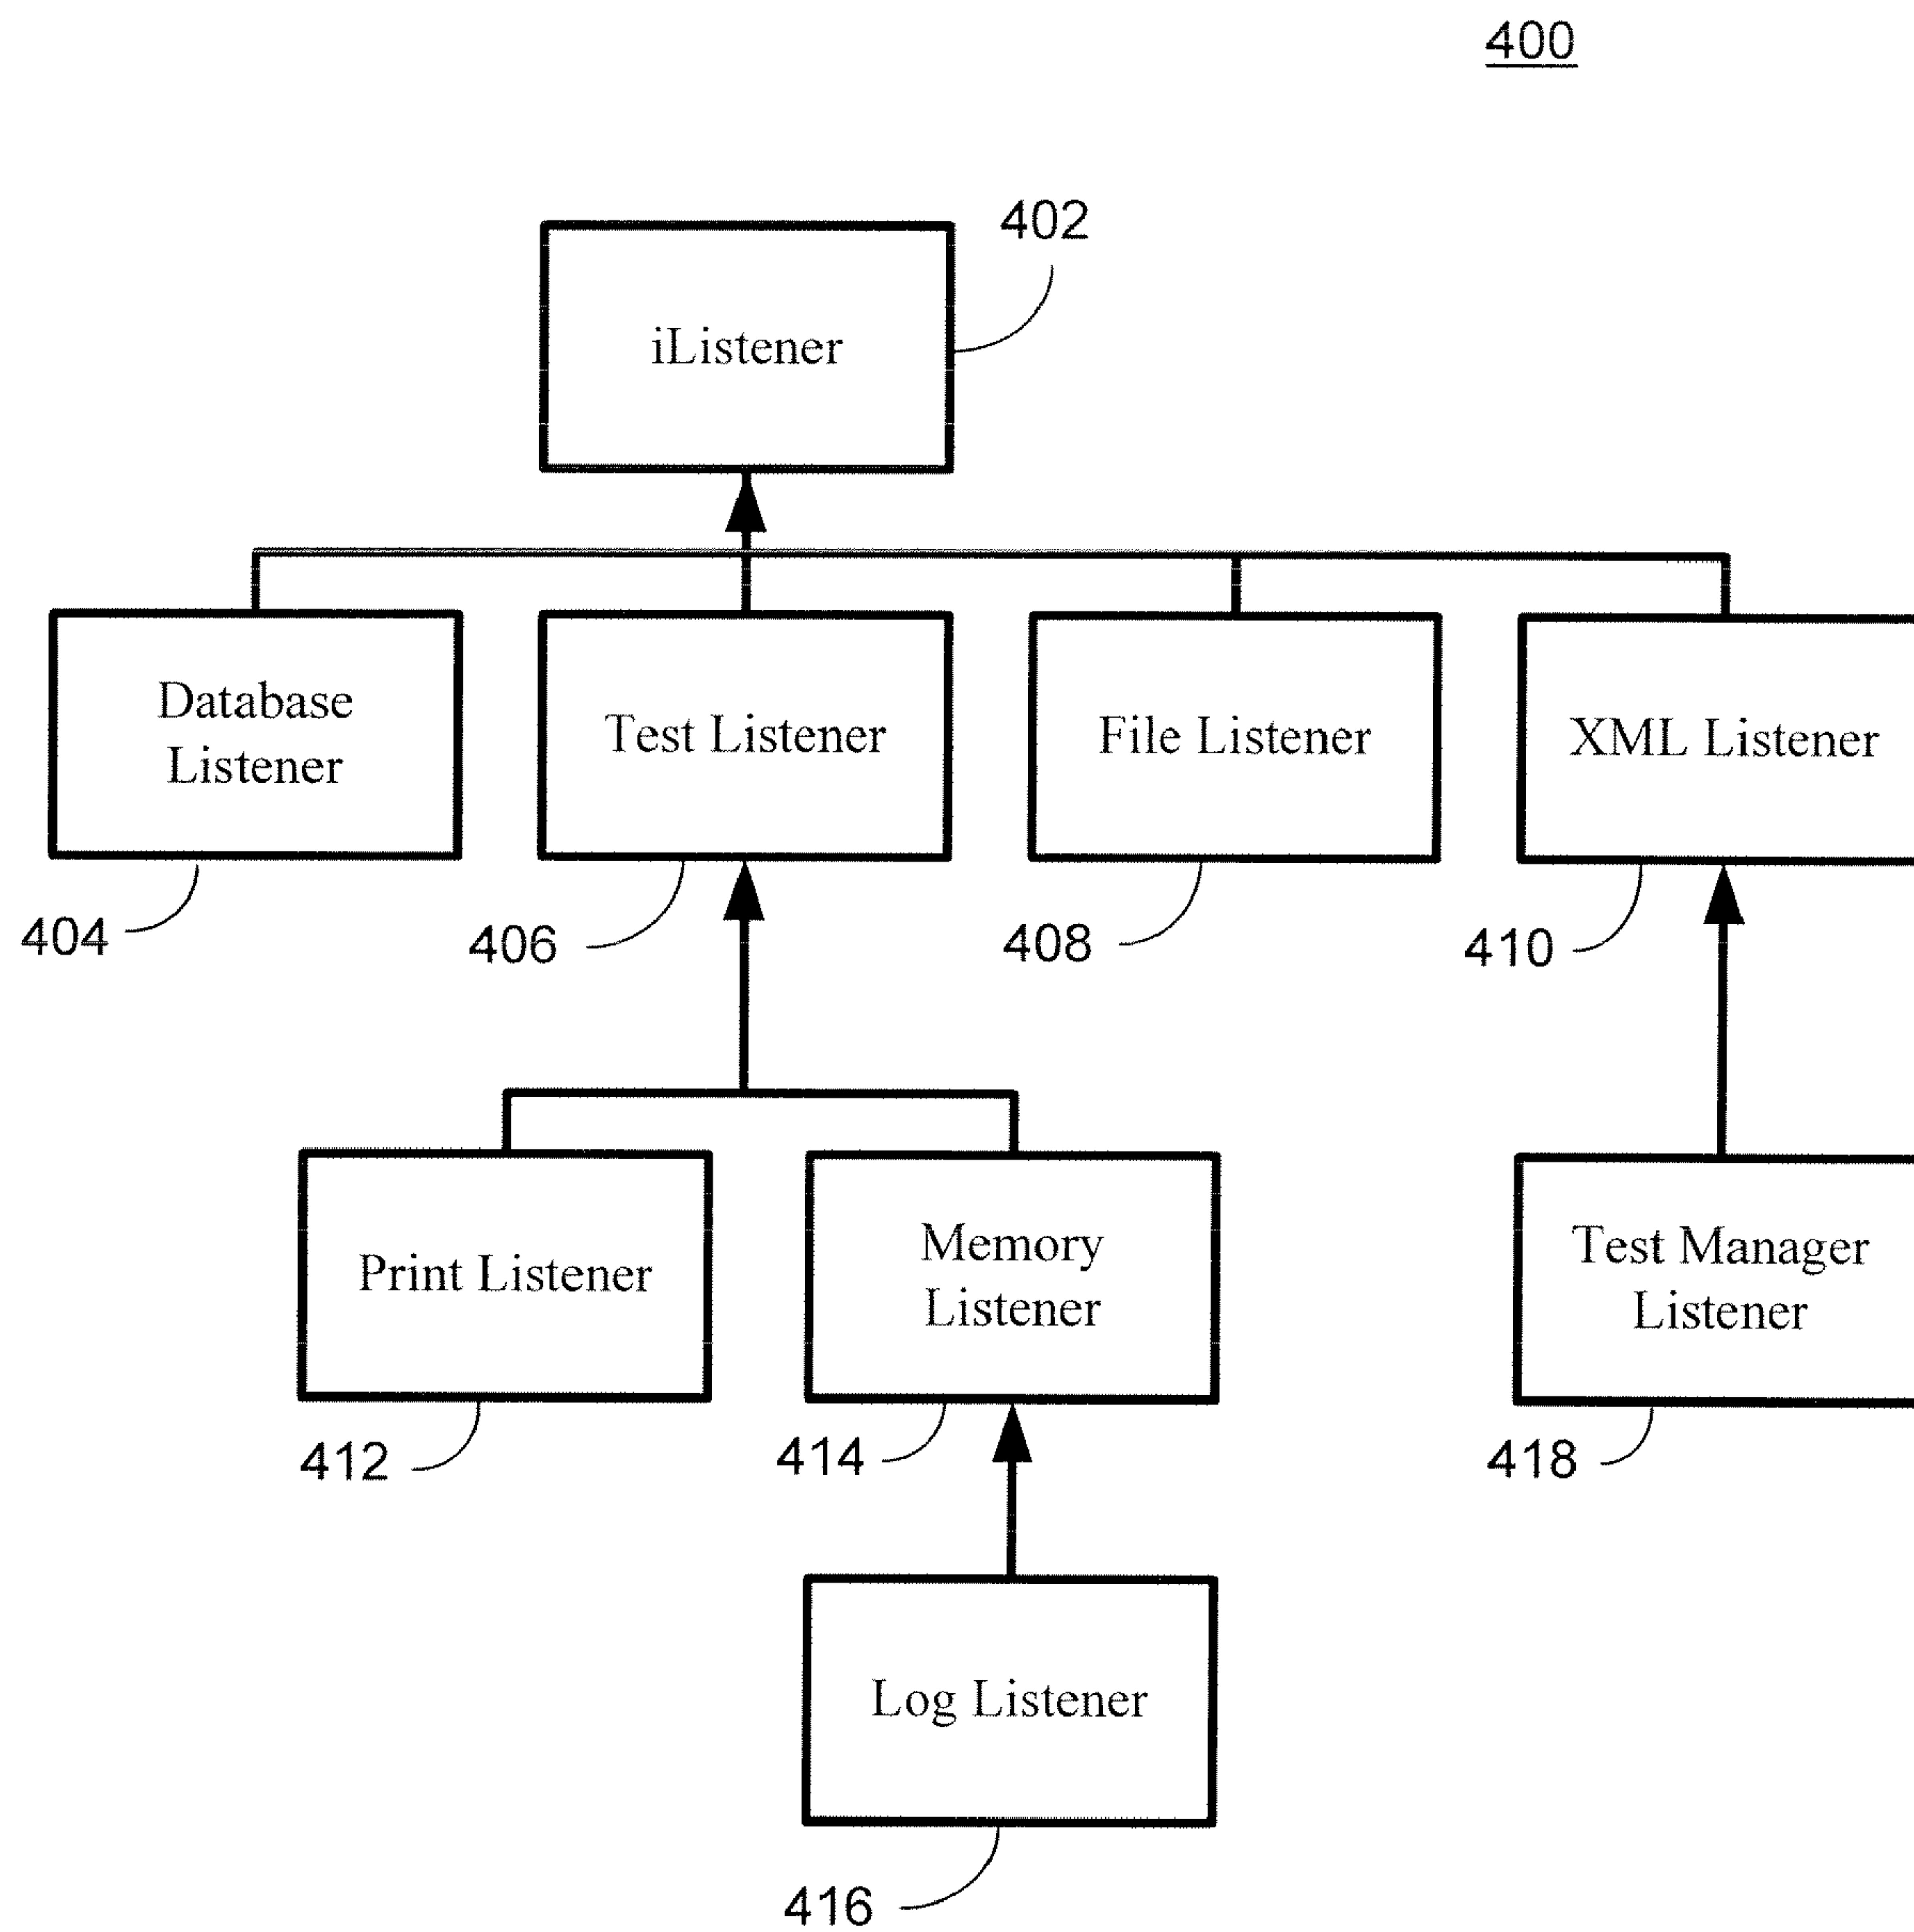 400
402
iListener
Database
Listener
Test Listener
File Listener
XML Listener
404
406
408
410
Print Listener
Memory
Listener
Test Manager
Listener
412
414
418
Log Listener
416